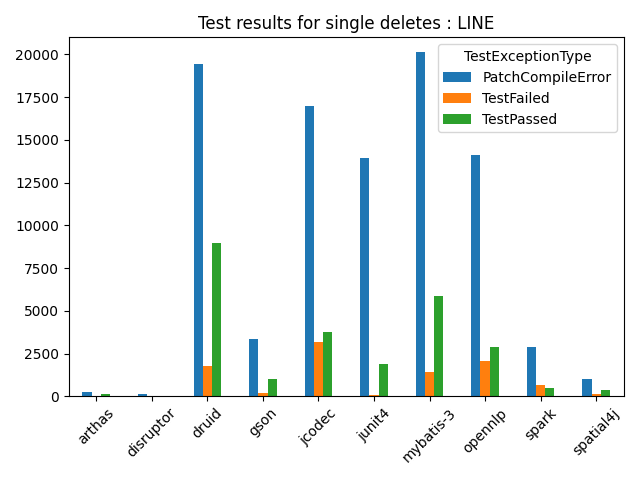 Test results for single deletes : LINE
TestExceptionType
PatchCompileError
TestFailed
TestPassed
20000
17500
15000
12500
10000
7500
5000
2500
0
arthas
disruptor
druid
gson
jcodec
junit4
mybatis-3
opennlp
spark
spatial4j